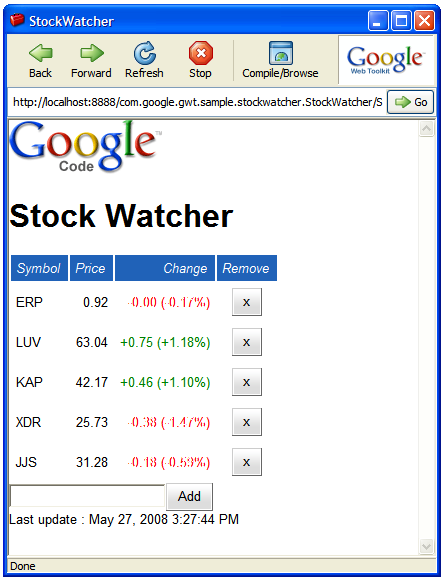 StockWatcher
Back Forward Refresh Stop Compile/Browse Google Web Toolkit
http://localhost:8888/com.google.gwt.sample.stockwatcher.StockWatcher/S Go
Google™
Code
Stock Watcher
Symbol Price Change Remove
ERP 0.92 -0.00 (-0.17%) x
LUV 63.04 +0.75 (+1.18%) x
KAP 42.17 +0.46 (+1.10%) x
XDR 25.73 -0.38 (-1.47%) x
JJS 31.28 -0.18 (-0.59%) x
Add
Last update : May 27, 2008 3:27:44 PM
Done